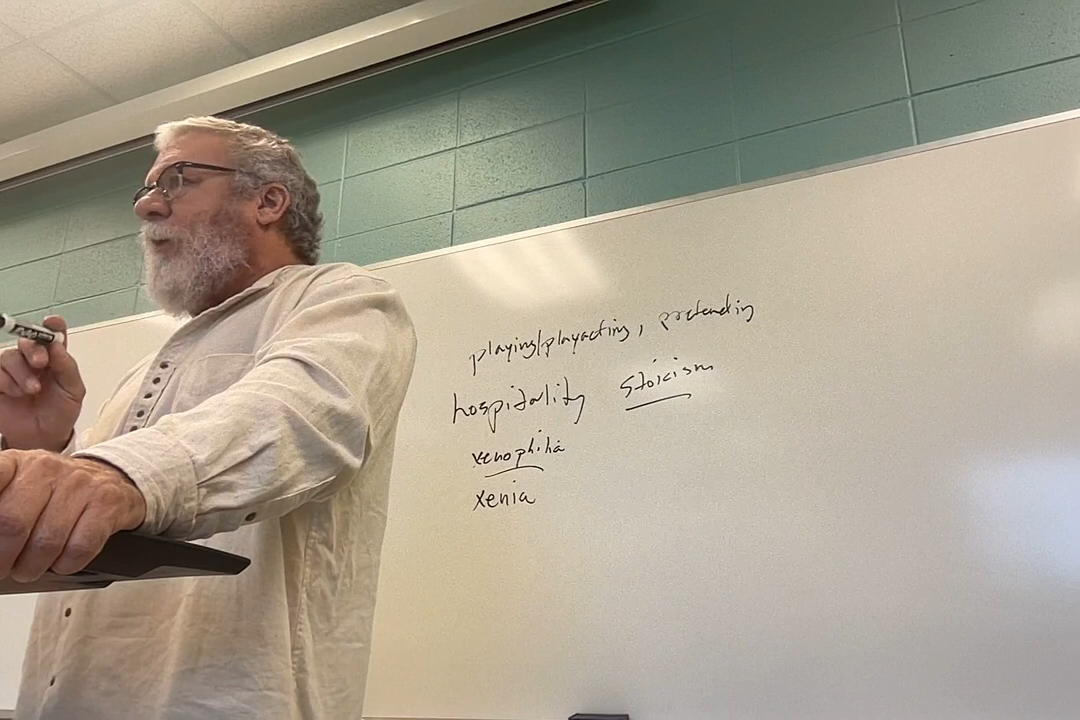 playing/playacting, pretending
hospitality stoicism
xenophilia
xenia